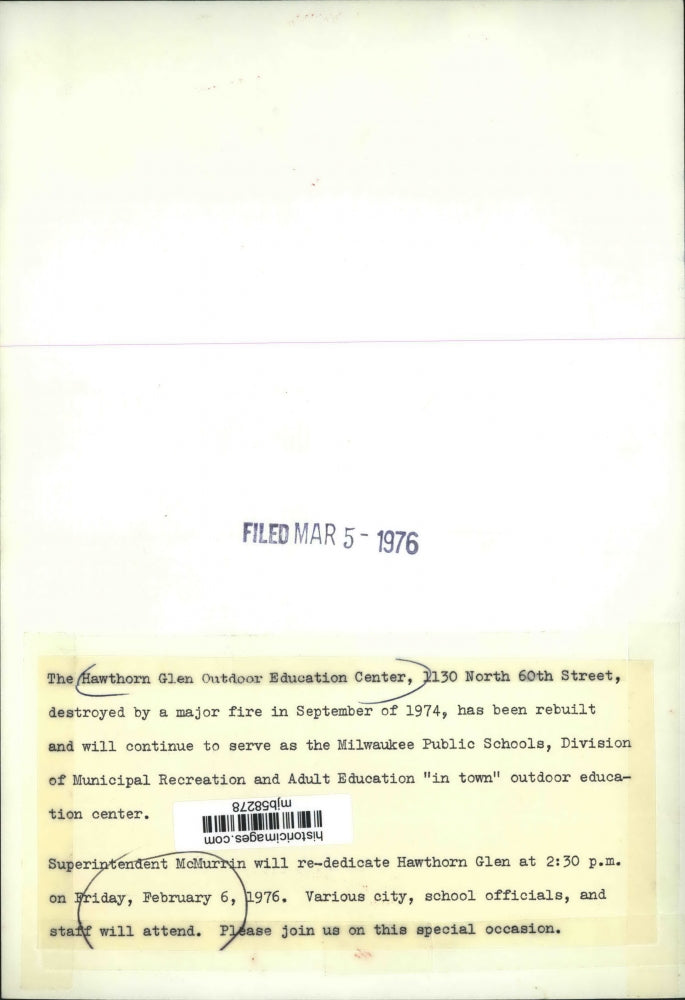 FILED MAR 5- 1976
The Hawthorn Glen Outdoor Education Center, 1130 North 60th Street,
destroyed by a major fire in September of 1974, has been rebuilt
and will continue to serve as the Milwaukee Public Schools, Division
of Municipal Recreation and Adult Education "in town" outdoor educa-
tion center.
historicimages.com
mjb58278
Superintendent McMurrin will re-dedicate Hawthorn Glen at 2:30 p.m.
on Friday, February 6, 1976. Various city, school officials, and
staff will attend. Please join us on this special occasion.